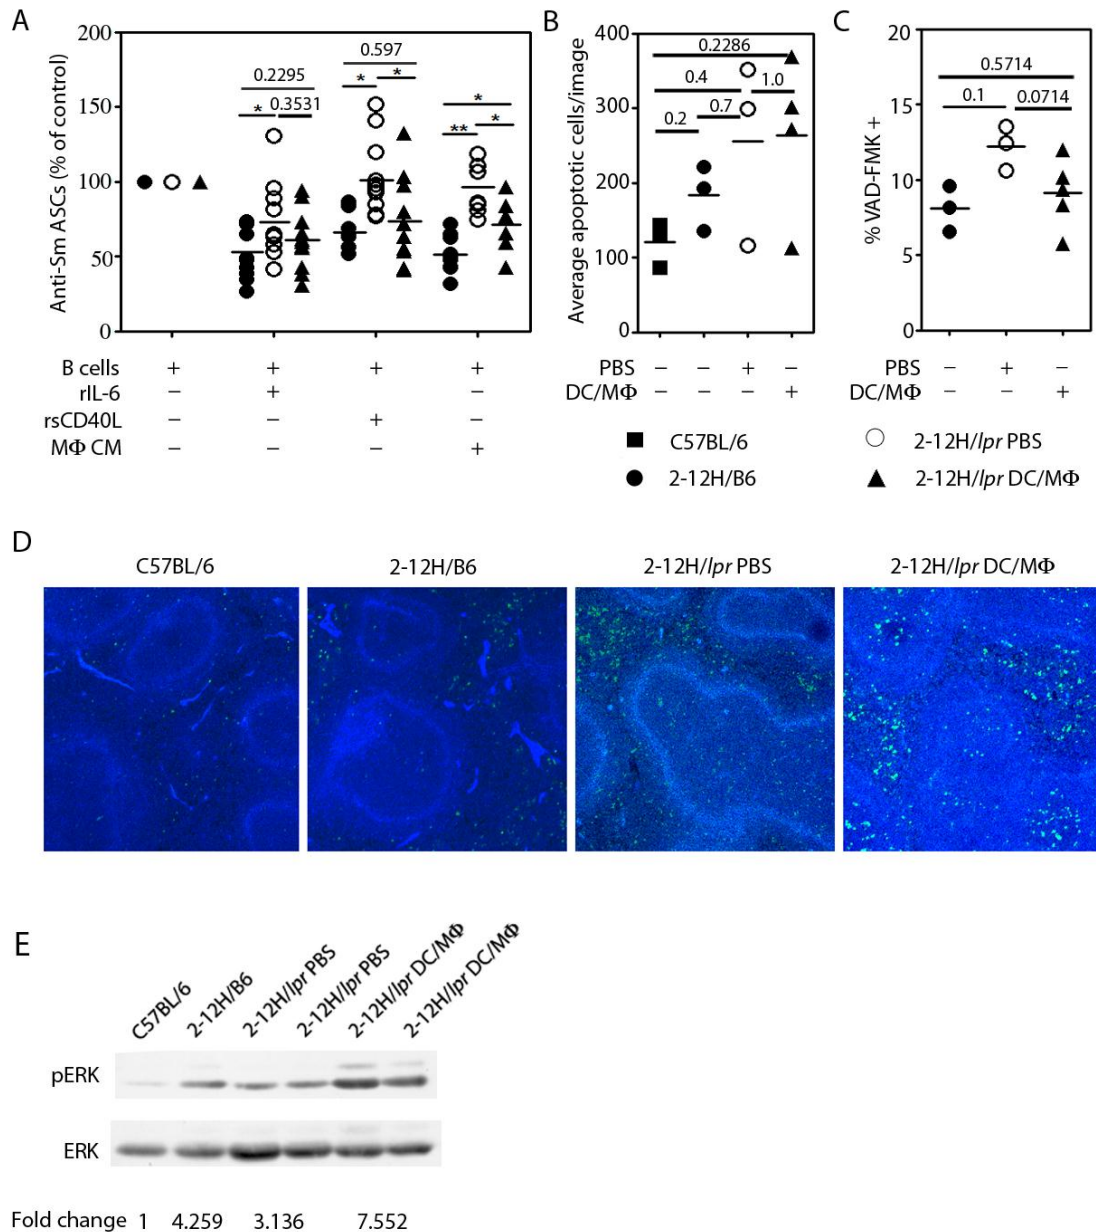 A
Anti-Sm ASCs (% of control)
200
150
100
50
0
0.2295
*
0.3531
0.597
*
*
*
**
*
B cells + + + +
rIL-6 − + − −
rsCD40L − − + −
MΦ CM − − − +
B
Average apoptotic cells/image
400
300
200
100
0
0.2286
0.4
1.0
0.2
0.7
PBS − − + −
DC/MΦ − − − +
C
% VAD-FMK +
20
15
10
5
0
0.5714
0.1
0.0714
PBS − + −
DC/MΦ − − +
C57BL/6
2-12H/lpr PBS
2-12H/B6
2-12H/lpr DC/MΦ
D
C57BL/6
2-12H/B6
2-12H/lpr PBS
2-12H/lpr DC/MΦ
E
C57BL/6
2-12H/B6
2-12H/lpr PBS
2-12H/lpr PBS
2-12H/lpr DC/MΦ
2-12H/lpr DC/MΦ
pERK
ERK
Fold change 1 4.259 3.136 7.552